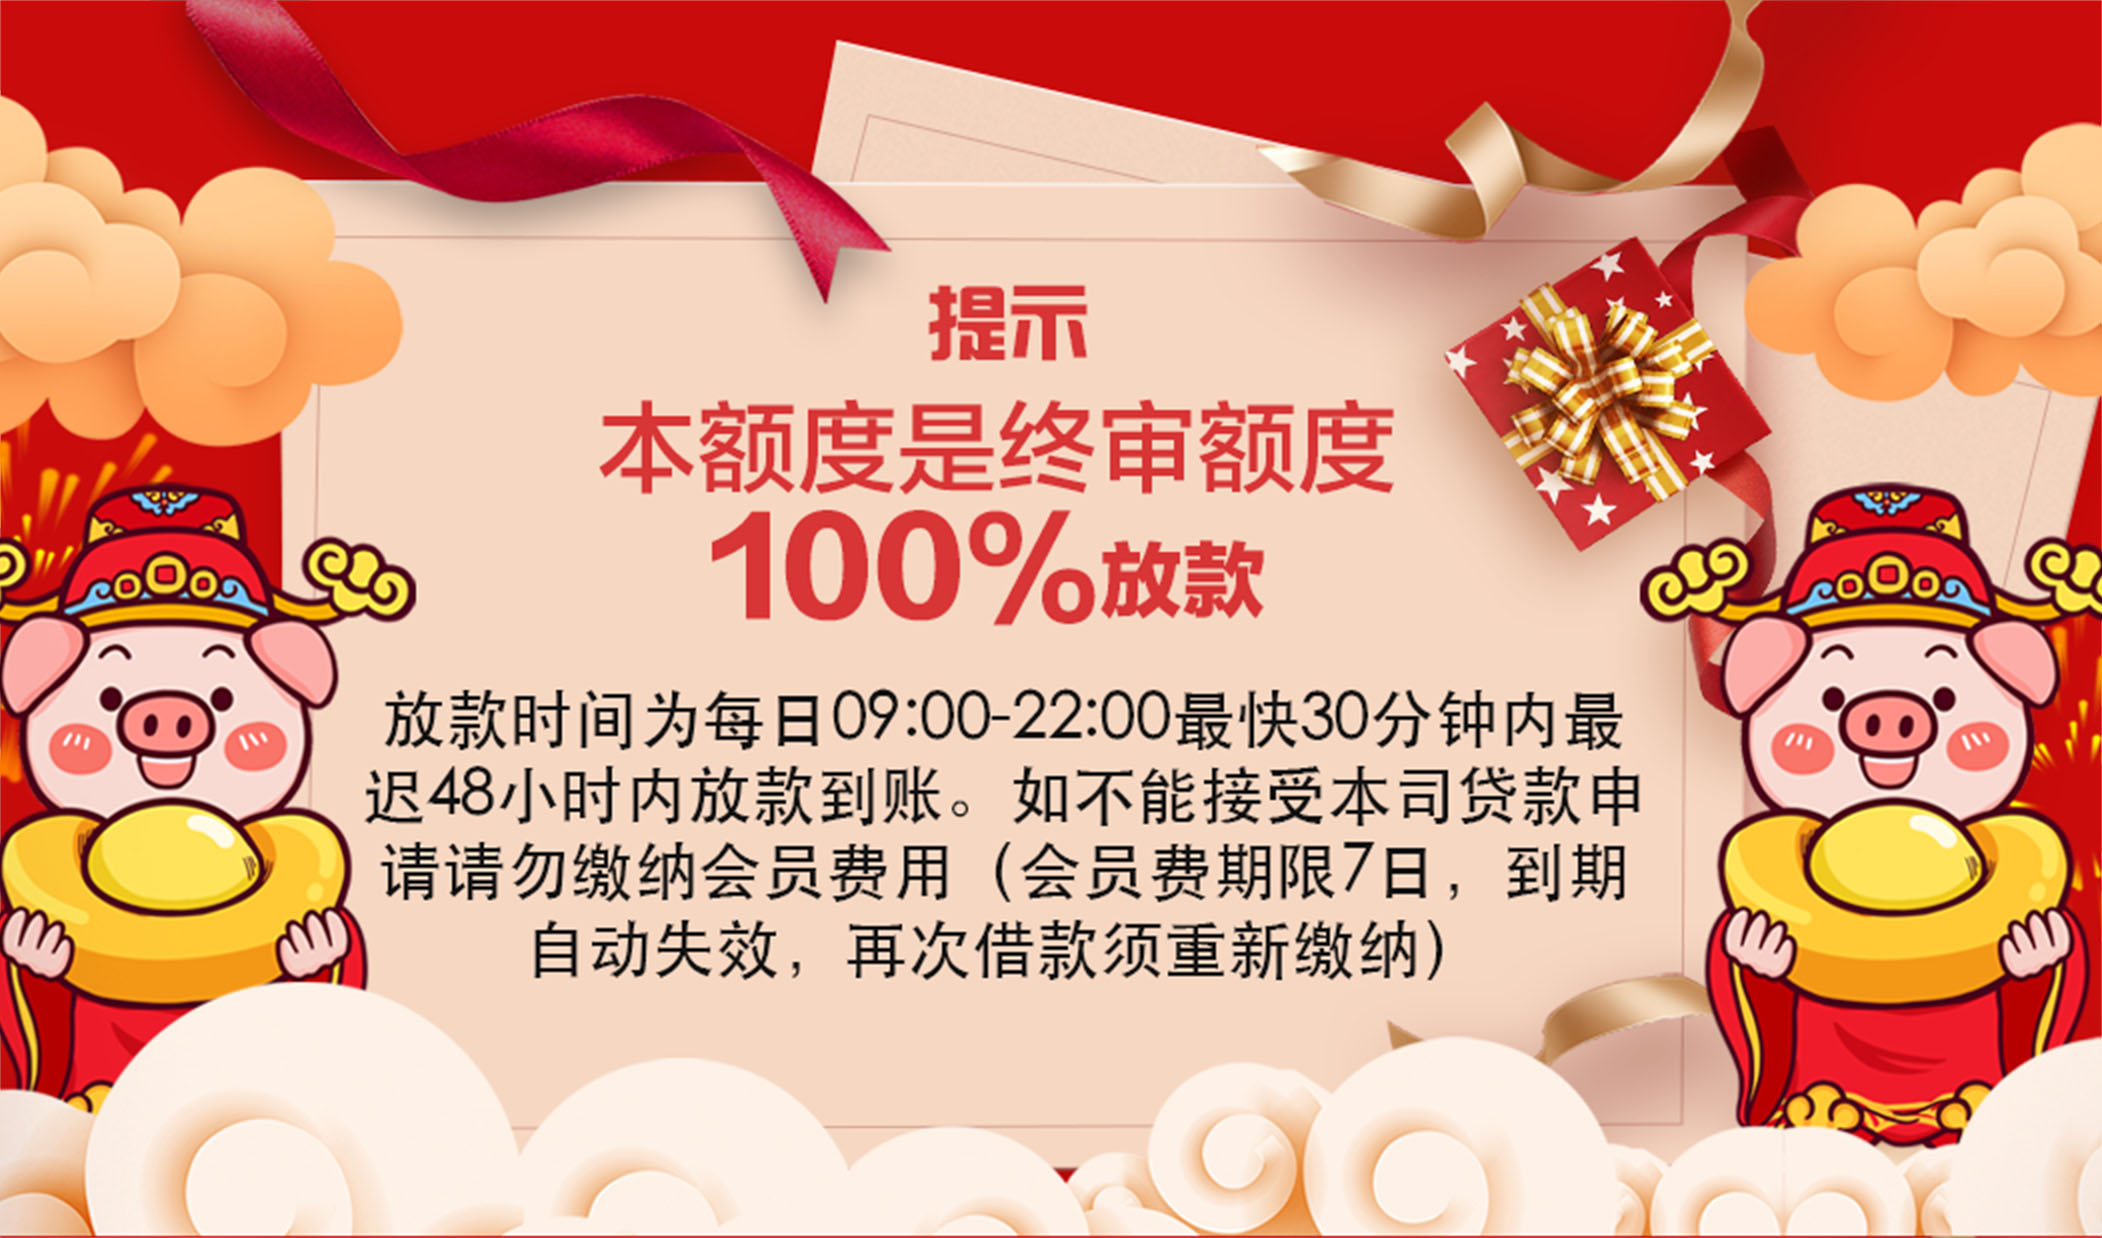 提示
本额度是终审额度
100%放款
放款时间为每日09:00-22:00最快30分钟内最
迟48小时内放款到账。如不能接受本司贷款申
请请勿缴纳会员费用（会员费期限7日，到期
自动失效，再次借款须重新缴纳）